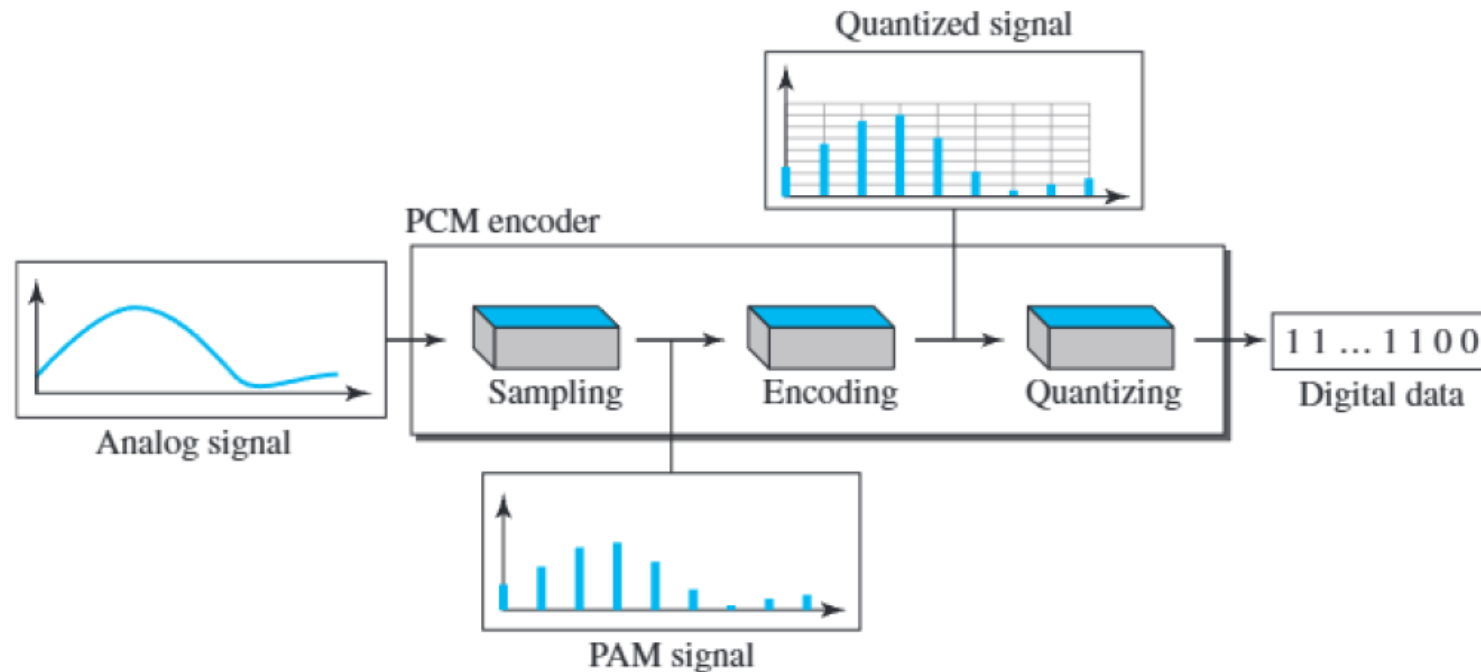 Quantized signal
PCM encoder
Sampling
Encoding
Quantizing
1 1 ... 1 1 0 0
Digital data
Analog signal
PAM signal